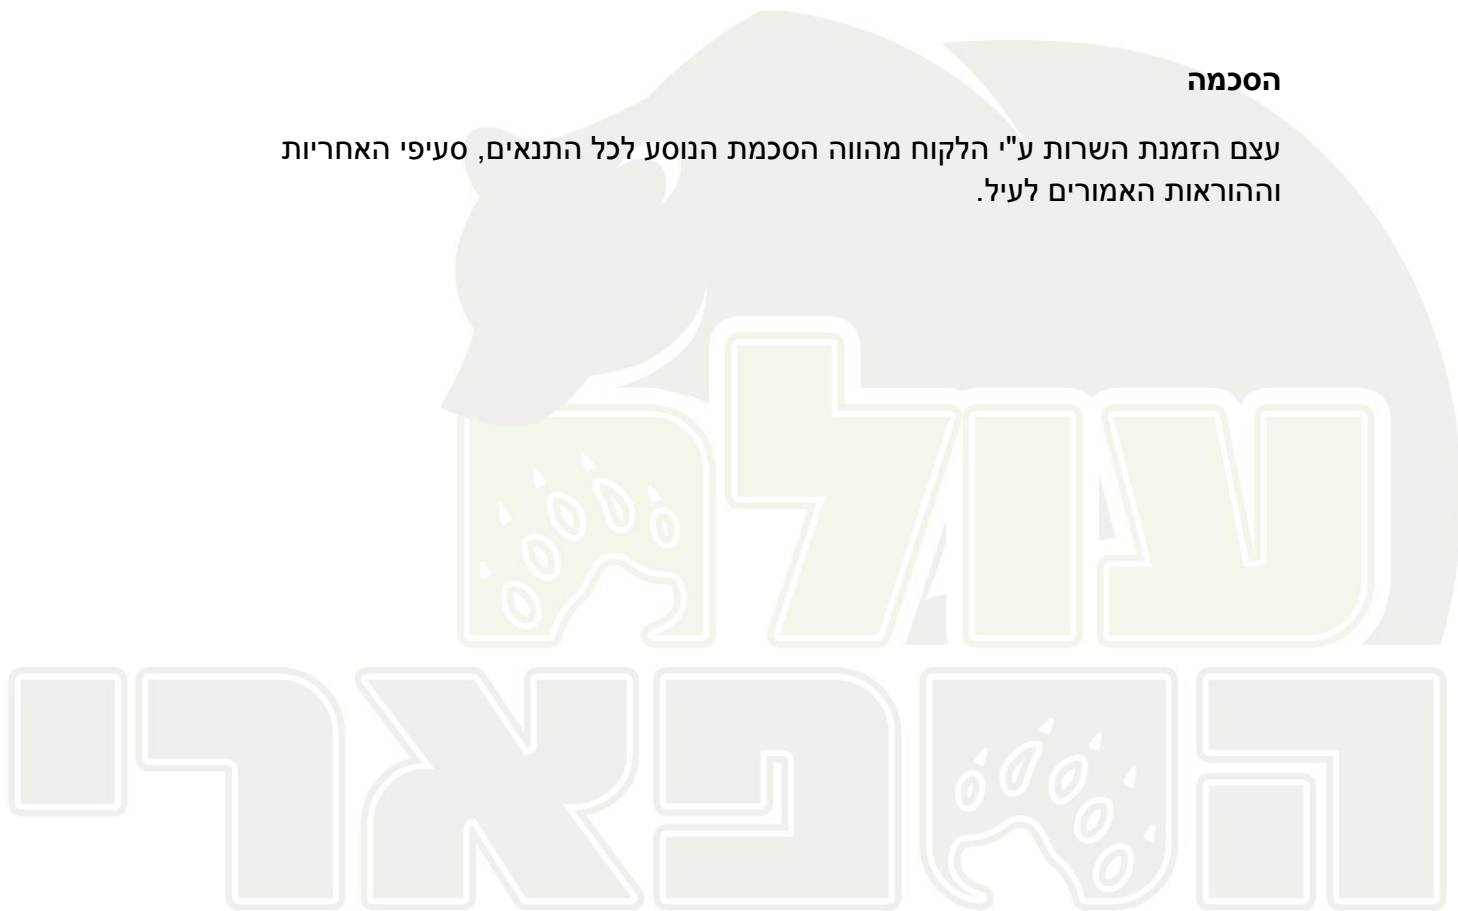 הסכמה
עצם הזמנת השרות ע"י הלקוח מהווה הסכמת הנוסע לכל התנאים, סעיפי האחריות
וההוראות האמורים לעיל.
עולם
הספארי